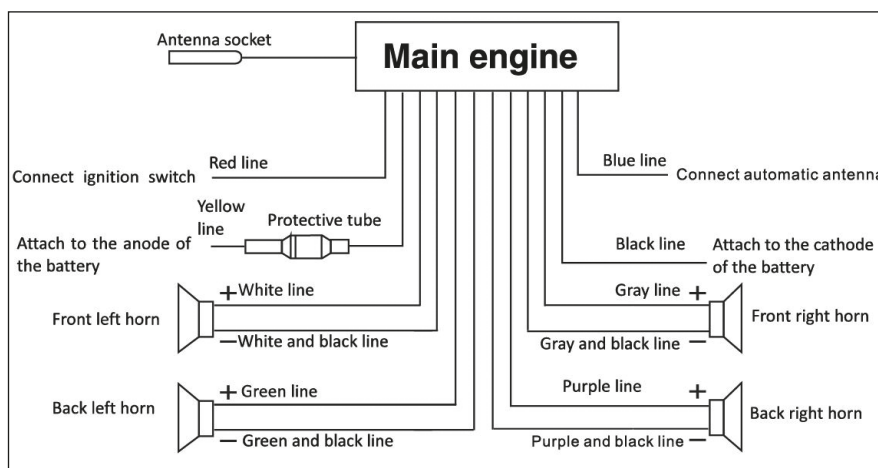 Antenna socket
Main engine
Red line
Connect ignition switch
Blue line
Connect automatic antenna
Yellow
line
Protective tube
Attach to the anode of
the battery
Black line
Attach to the cathode
of the battery
+ White line
Front left horn
− White and black line
Gray line +
Front right horn
Gray and black line −
+ Green line
Back left horn
− Green and black line
Purple line +
Back right horn
Purple and black line −